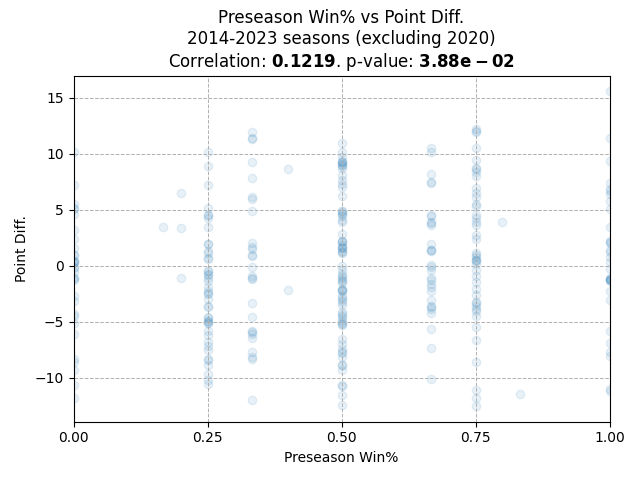 Preseason Win% vs Point Diff.
2014-2023 seasons (excluding 2020)
Correlation: 0.1219. p-value: 3.88e − 02
15
10
5
0
−5
−10
Point Diff.
0.00 0.25 0.50 0.75 1.00
Preseason Win%